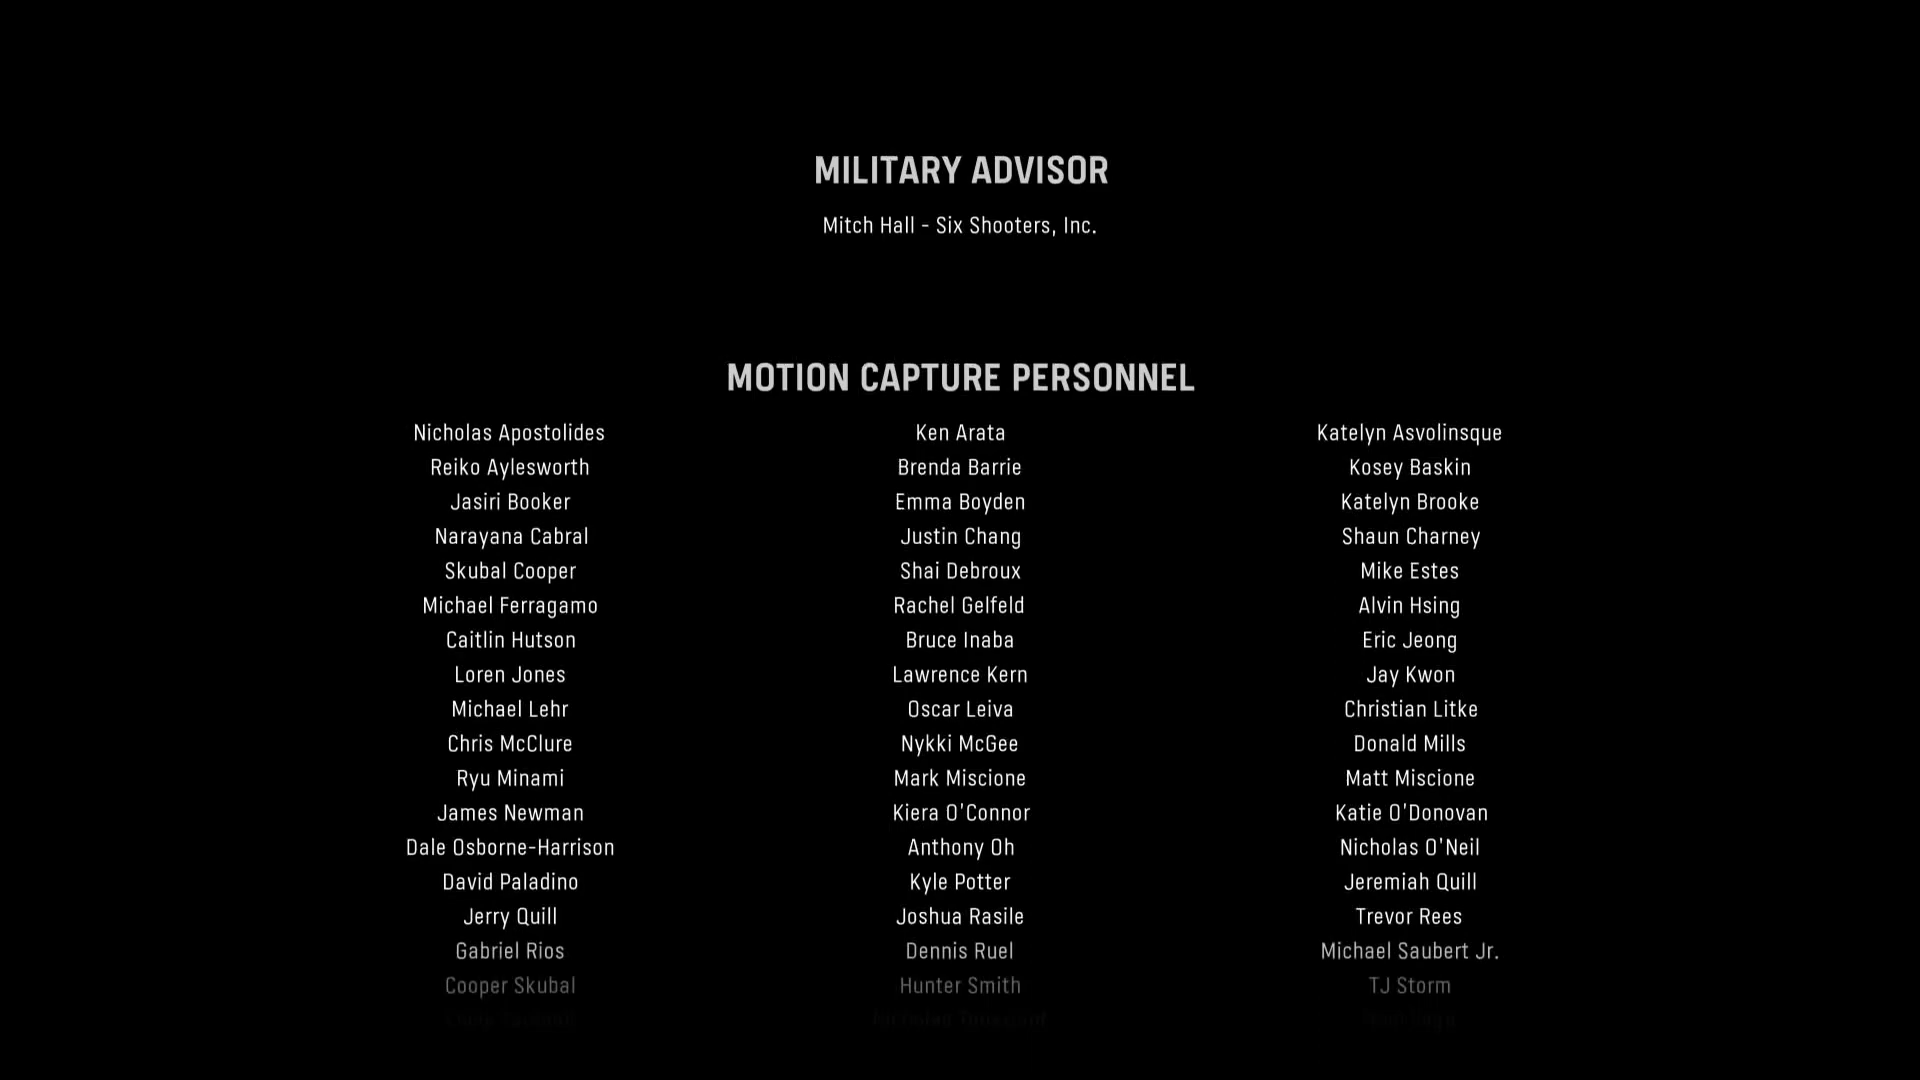 MILITARY ADVISOR
Mitch Hall - Six Shooters, Inc.
MOTION CAPTURE PERSONNEL
Nicholas Apostolides Ken Arata Katelyn Asvolinsque
Reiko Aylesworth Brenda Barrie Kosey Baskin
Jasiri Booker Emma Boyden Katelyn Brooke
Narayana Cabral Justin Chang Shaun Charney
Skubal Cooper Shai Debroux Mike Estes
Michael Ferragamo Rachel Gelfeld Alvin Hsing
Caitlin Hutson Bruce Inaba Eric Jeong
Loren Jones Lawrence Kern Jay Kwon
Michael Lehr Oscar Leiva Christian Litke
Chris McClure Nykki McGee Donald Mills
Ryu Minami Mark Miscione Matt Miscione
James Newman Kiera O'Connor Katie O'Donovan
Dale Osborne-Harrison Anthony Oh Nicholas O'Neil
David Paladino Kyle Potter Jeremiah Quill
Jerry Quill Joshua Rasile Trevor Rees
Gabriel Rios Dennis Ruel Michael Saubert Jr.
Cooper Skubal Hunter Smith TJ Storm